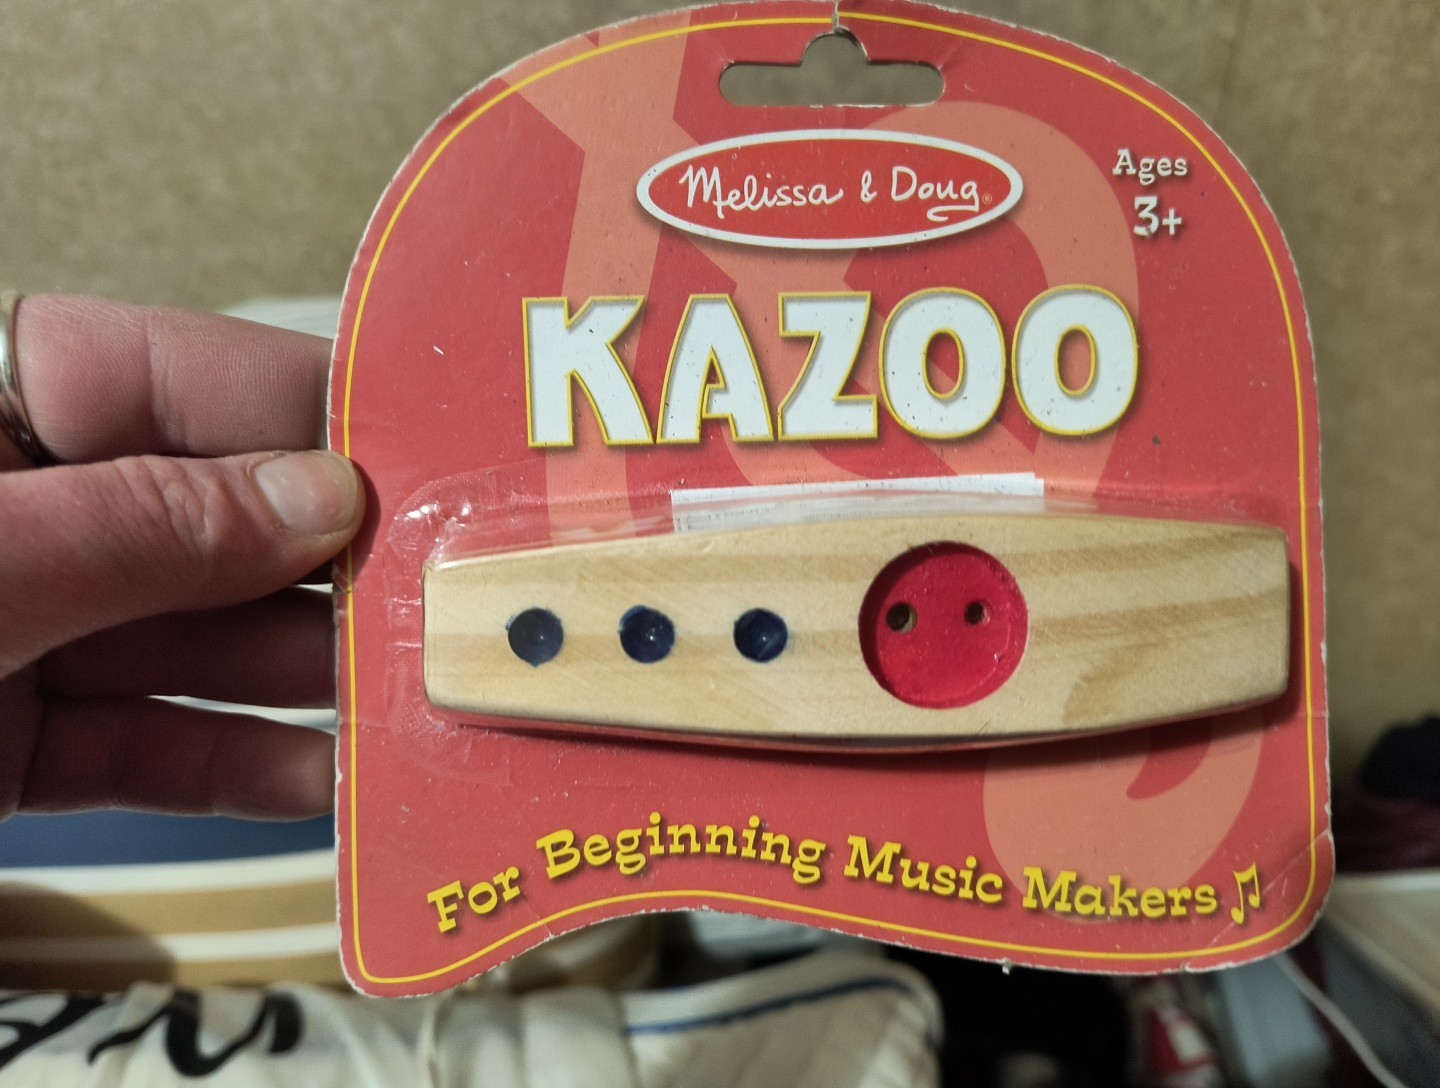 Melissa & Doug®
Ages
3+
KAZOO
For Beginning Music Makers